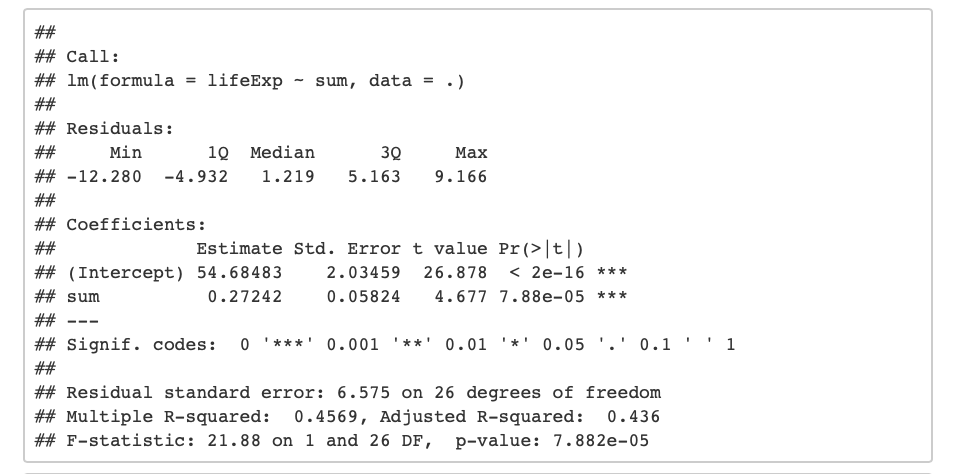 ##
## Call:
## lm(formula = lifeExp ~ sum, data = .)
##
## Residuals:
##     Min      1Q  Median      3Q     Max
## -12.280  -4.932   1.219   5.163   9.166
##
## Coefficients:
##             Estimate Std. Error t value Pr(>|t|)
## (Intercept) 54.68483    2.03459  26.878  < 2e-16 ***
## sum          0.27242    0.05824   4.677 7.88e-05 ***
## ---
## Signif. codes:  0 '***' 0.001 '**' 0.01 '*' 0.05 '.' 0.1 ' ' 1
##
## Residual standard error: 6.575 on 26 degrees of freedom
## Multiple R-squared:  0.4569, Adjusted R-squared:  0.436
## F-statistic: 21.88 on 1 and 26 DF,  p-value: 7.882e-05